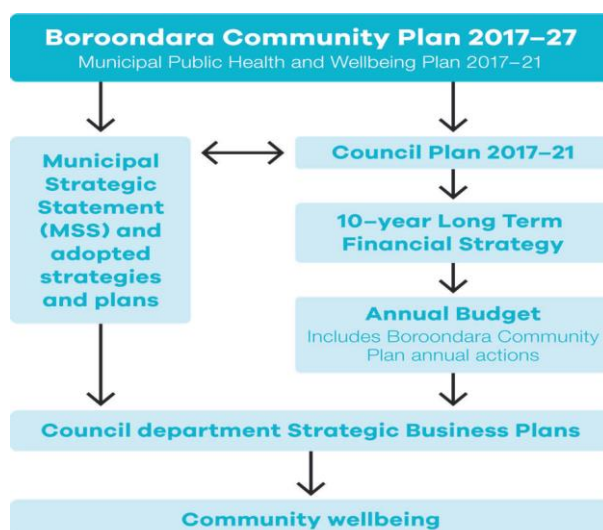 Boroondara Community Plan 2017–27
Municipal Public Health and Wellbeing Plan 2017–21
Municipal
Strategic
Statement
(MSS) and
adopted
strategies
and plans
Council Plan 2017–21
10–year Long Term
Financial Strategy
Annual Budget
Includes Boroondara Community
Plan annual actions
Council department Strategic Business Plans
Community wellbeing